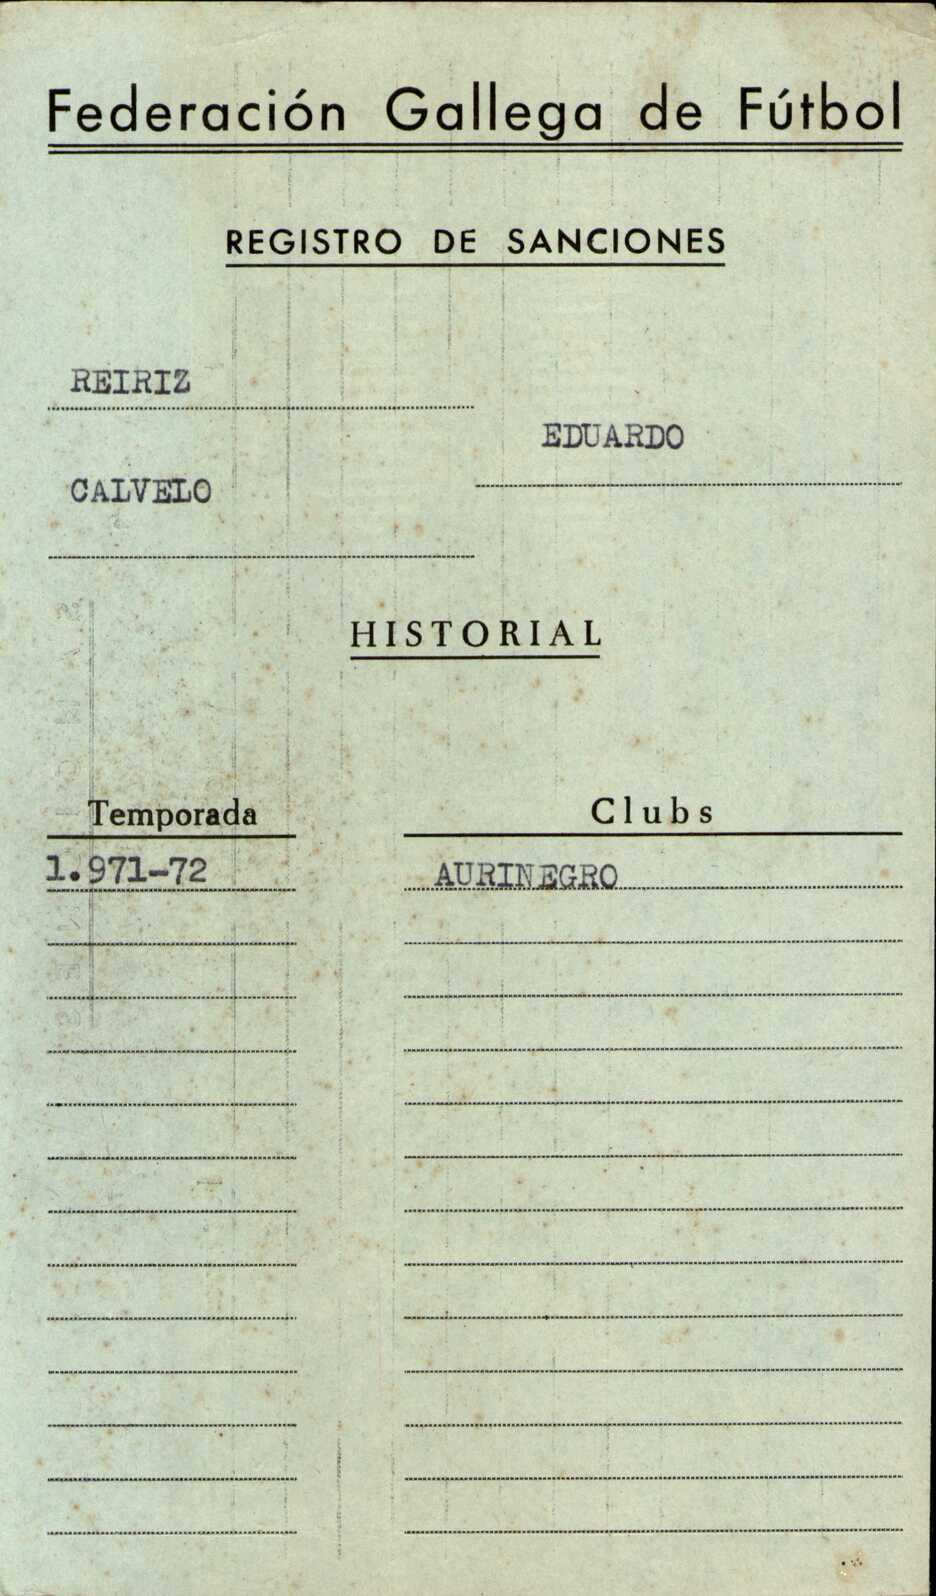 Federación Gallega de Fútbol
REGISTRO DE SANCIONES
REIRIZ
EDUARDO
CALVELO
HISTORIAL
Temporada Clubs
1.971-72 AURINEGRO